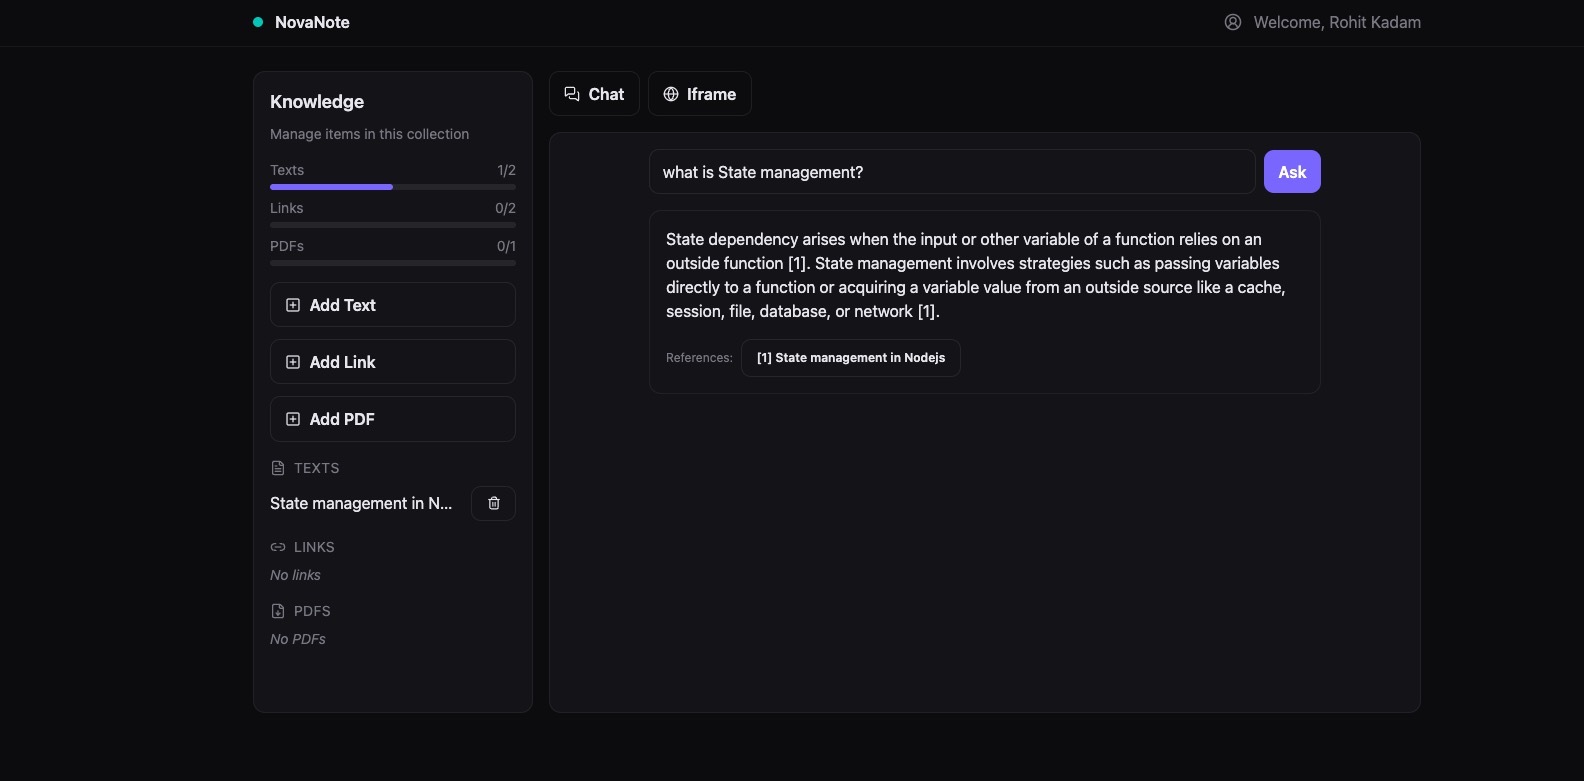 NovaNote
Welcome, Rohit Kadam
Knowledge
Manage items in this collection
Texts 1/2
Links 0/2
PDFs 0/1
Add Text
Add Link
Add PDF
TEXTS
State management in N...
LINKS
No links
PDFS
No PDFs
Chat
Iframe
what is State management?
Ask
State dependency arises when the input or other variable of a function relies on an
outside function [1]. State management involves strategies such as passing variables
directly to a function or acquiring a variable value from an outside source like a cache,
session, file, database, or network [1].
References: [1] State management in Nodejs